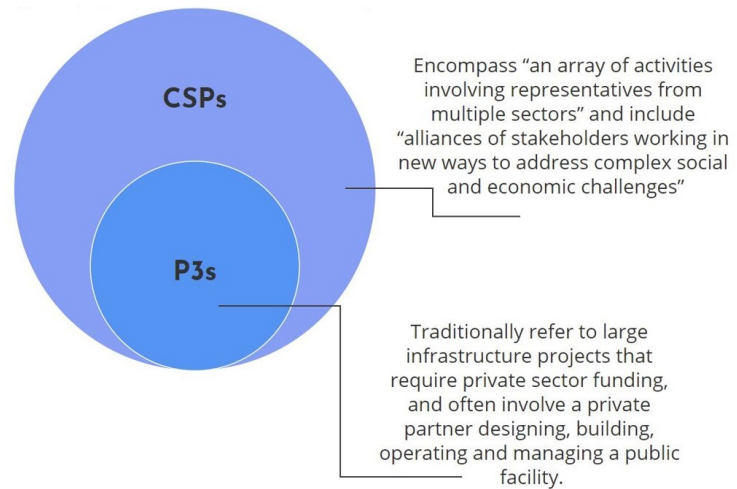 CSPs
Encompass “an array of activities
involving representatives from
multiple sectors” and include
“alliances of stakeholders working in
new ways to address complex social
and economic challenges”
P3s
Traditionally refer to large
infrastructure projects that
require private sector funding,
and often involve a private
partner designing, building,
operating and managing a public
facility.